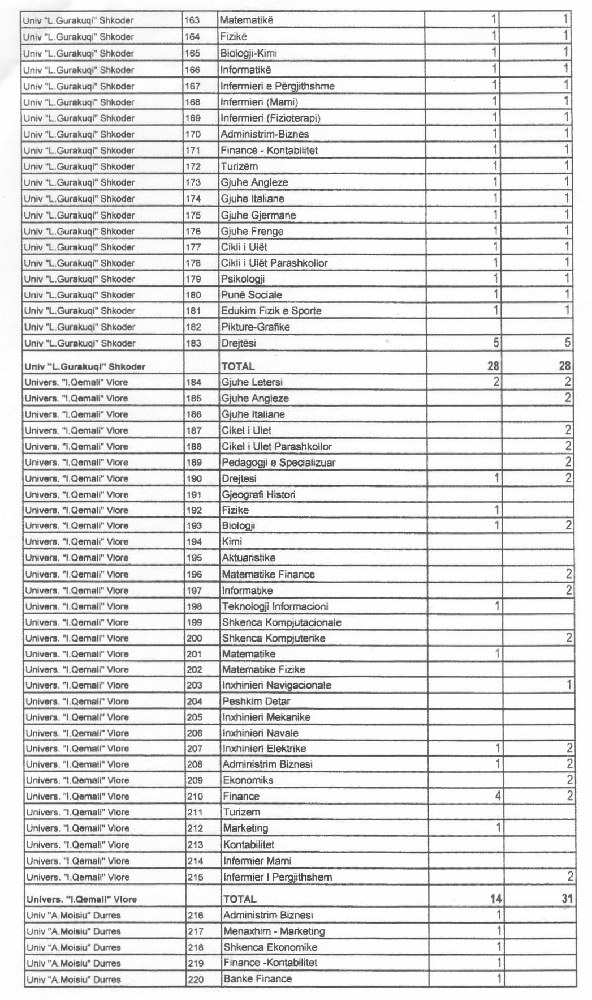 Univ "L.Gurakuqi" Shkoder 163 Matematikë 1 1
Univ "L.Gurakuqi" Shkoder 164 Fizikë 1 1
Univ "L.Gurakuqi" Shkoder 165 Biologji-Kimi 1 1
Univ "L.Gurakuqi" Shkoder 166 Informatikë 1 1
Univ "L.Gurakuqi" Shkoder 167 Infermieri e Përgjithshme 1 1
Univ "L.Gurakuqi" Shkoder 168 Infermieri (Mami) 1 1
Univ "L.Gurakuqi" Shkoder 169 Infermieri (Fizioterapi) 1 1
Univ "L.Gurakuqi" Shkoder 170 Administrim-Biznes 1 1
Univ "L.Gurakuqi" Shkoder 171 Financë - Kontabilitet 1 1
Univ "L.Gurakuqi" Shkoder 172 Turizëm 1 1
Univ "L.Gurakuqi" Shkoder 173 Gjuhe Angleze 1 1
Univ "L.Gurakuqi" Shkoder 174 Gjuhe Italiane 1 1
Univ "L.Gurakuqi" Shkoder 175 Gjuhe Gjermane 1 1
Univ "L.Gurakuqi" Shkoder 176 Gjuhe Frenge 1 1
Univ "L.Gurakuqi" Shkoder 177 Cikli i Ulët 1 1
Univ "L.Gurakuqi" Shkoder 178 Cikli i Ulët Parashkollor 1 1
Univ "L.Gurakuqi" Shkoder 179 Psikologji 1 1
Univ "L.Gurakuqi" Shkoder 180 Punë Sociale 1 1
Univ "L.Gurakuqi" Shkoder 181 Edukim Fizik e Sporte 1 1
Univ "L.Gurakuqi" Shkoder 182 Pikture-Grafike
Univ "L.Gurakuqi" Shkoder 183 Drejtësi 5 5
Univ "L.Gurakuqi" Shkoder TOTAL 28 28
Univers. "I.Qemali" Vlore 184 Gjuhe Letersi 2 2
Univers. "I.Qemali" Vlore 185 Gjuhe Angleze 2
Univers. "I.Qemali" Vlore 186 Gjuhe Italiane
Univers. "I.Qemali" Vlore 187 Cikel i Ulet 2
Univers. "I.Qemali" Vlore 188 Cikel i Ulet Parashkollor 2
Univers. "I.Qemali" Vlore 189 Pedagogji e Specializuar 2
Univers. "I.Qemali" Vlore 190 Drejtesi 1 2
Univers. "I.Qemali" Vlore 191 Gjeografi Histori
Univers. "I.Qemali" Vlore 192 Fizike 1
Univers. "I.Qemali" Vlore 193 Biologji 1 2
Univers. "I.Qemali" Vlore 194 Kimi
Univers. "I.Qemali" Vlore 195 Aktuaristike
Univers. "I.Qemali" Vlore 196 Matematike Finance 2
Univers. "I.Qemali" Vlore 197 Informatike 2
Univers. "I.Qemali" Vlore 198 Teknologji Informacioni 1
Univers. "I.Qemali" Vlore 199 Shkenca Kompjutacionale
Univers. "I.Qemali" Vlore 200 Shkenca Kompjuterike 2
Univers. "I.Qemali" Vlore 201 Matematike 1
Univers. "I.Qemali" Vlore 202 Matematike Fizike
Univers. "I.Qemali" Vlore 203 Inxhinieri Navigacionale 1
Univers. "I.Qemali" Vlore 204 Peshkim Detar
Univers. "I.Qemali" Vlore 205 Inxhinieri Mekanike
Univers. "I.Qemali" Vlore 206 Inxhinieri Navale
Univers. "I.Qemali" Vlore 207 Inxhinieri Elektrike 1 2
Univers. "I.Qemali" Vlore 208 Administrim Biznesi 1 2
Univers. "I.Qemali" Vlore 209 Ekonomiks 2
Univers. "I.Qemali" Vlore 210 Finance 4 2
Univers. "I.Qemali" Vlore 211 Turizem
Univers. "I.Qemali" Vlore 212 Marketing 1
Univers. "I.Qemali" Vlore 213 Kontabilitet
Univers. "I.Qemali" Vlore 214 Infermier Mami
Univers. "I.Qemali" Vlore 215 Infermier I Pergjithshem 2
Univers. "I.Qemali" Vlore TOTAL 14 31
Univ "A.Moisiu" Durres 216 Administrim Biznesi 1
Univ "A.Moisiu" Durres 217 Menaxhim - Marketing 1
Univ "A.Moisiu" Durres 218 Shkenca Ekonomike 1
Univ "A.Moisiu" Durres 219 Finance -Kontabilitet 1
Univ "A.Moisiu" Durres 220 Banke Finance 1